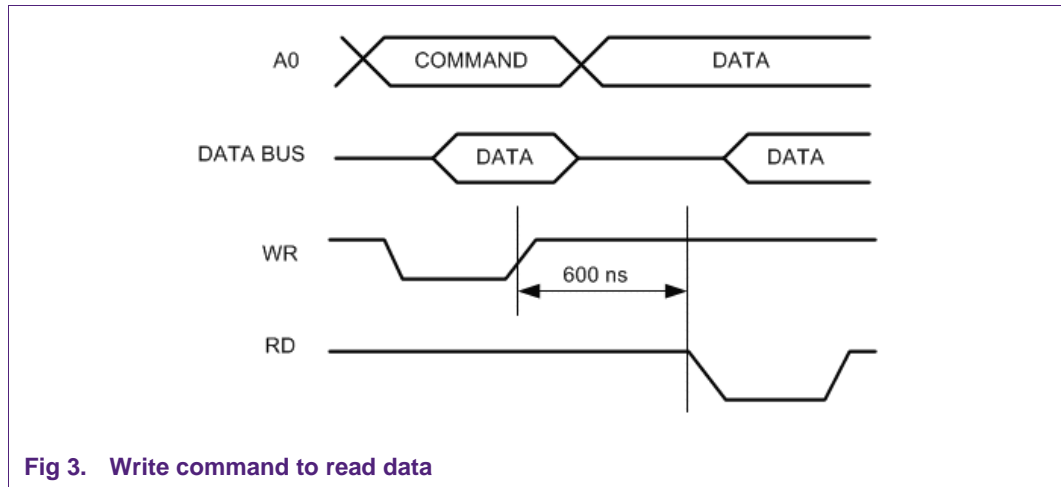 A0
COMMAND
DATA
DATA BUS
DATA
DATA
WR
600 ns
RD
Fig 3. Write command to read data